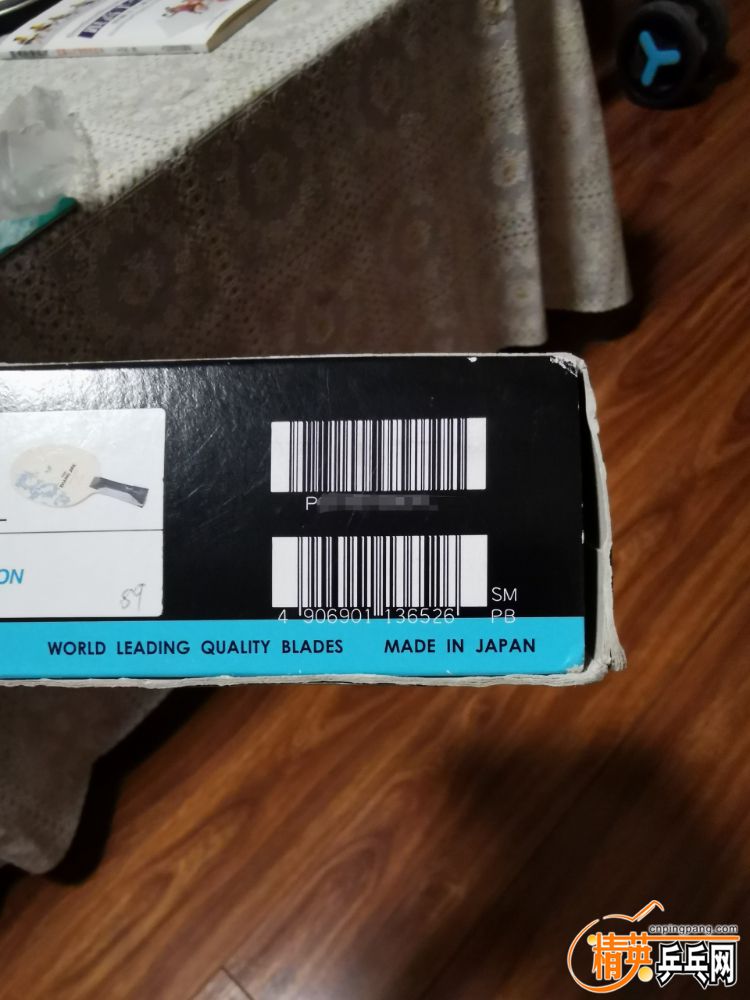 P
4 906901 136526
SM
PB
ON
89
WORLD LEADING QUALITY BLADES MADE IN JAPAN
cnpingpang.com
精英乒乓网